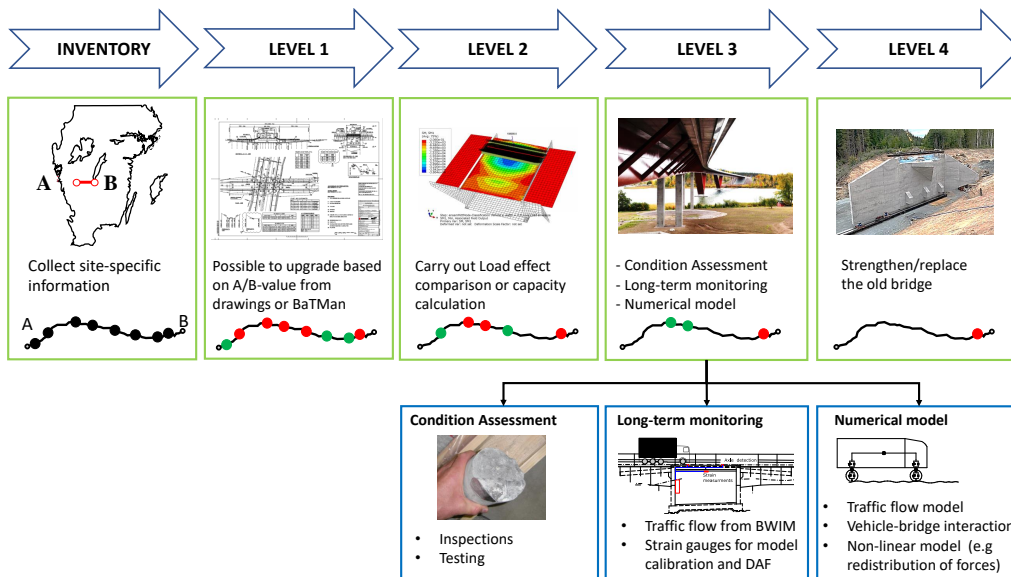 INVENTORY
LEVEL 1
LEVEL 2
LEVEL 3
LEVEL 4
A
B
Collect site-specific
information
A
B
Possible to upgrade based
on A/B-value from
drawings or BaTMan
Carry out Load effect
comparison or capacity
calculation
- Condition Assessment
- Long-term monitoring
- Numerical model
Strengthen/replace
the old bridge
Condition Assessment
• Inspections
• Testing
Long-term monitoring
Axle detection
Strain
measurments
• Traffic flow from BWIM
• Strain gauges for model
calibration and DAF
Numerical model
• Traffic flow model
• Vehicle-bridge interaction
• Non-linear model (e.g
redistribution of forces)